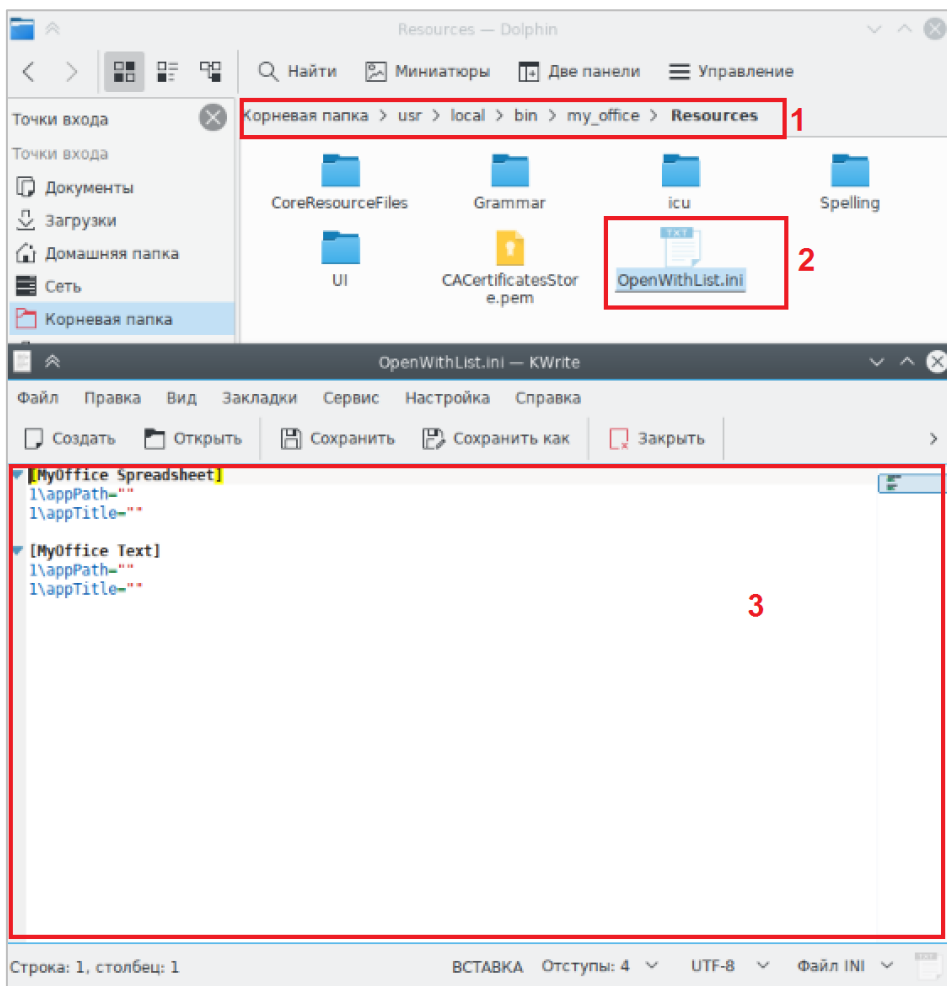 Resources — Dolphin
Найти Миниатюры Две панели Управление
Точки входа
Корневая папка > usr > local > bin > my_office > Resources 1
Точки входа
Документы
Загрузки
Домашняя папка
Сеть
Корневая папка
CoreResourceFiles Grammar icu Spelling
TXT
UI CACertificatesStor OpenWithList.ini 2
e.pem
OpenWithList.ini — KWrite
Файл Правка Вид Закладки Сервис Настройка Справка
Создать Открыть Сохранить Сохранить как Закрыть >
[MyOffice Spreadsheet]
1\appPath=""
1\appTitle=""
[MyOffice Text]
1\appPath=""
1\appTitle=""
3
Строка: 1, столбец: 1 ВСТАВКА Отступы: 4 UTF-8 Файл INI TXT